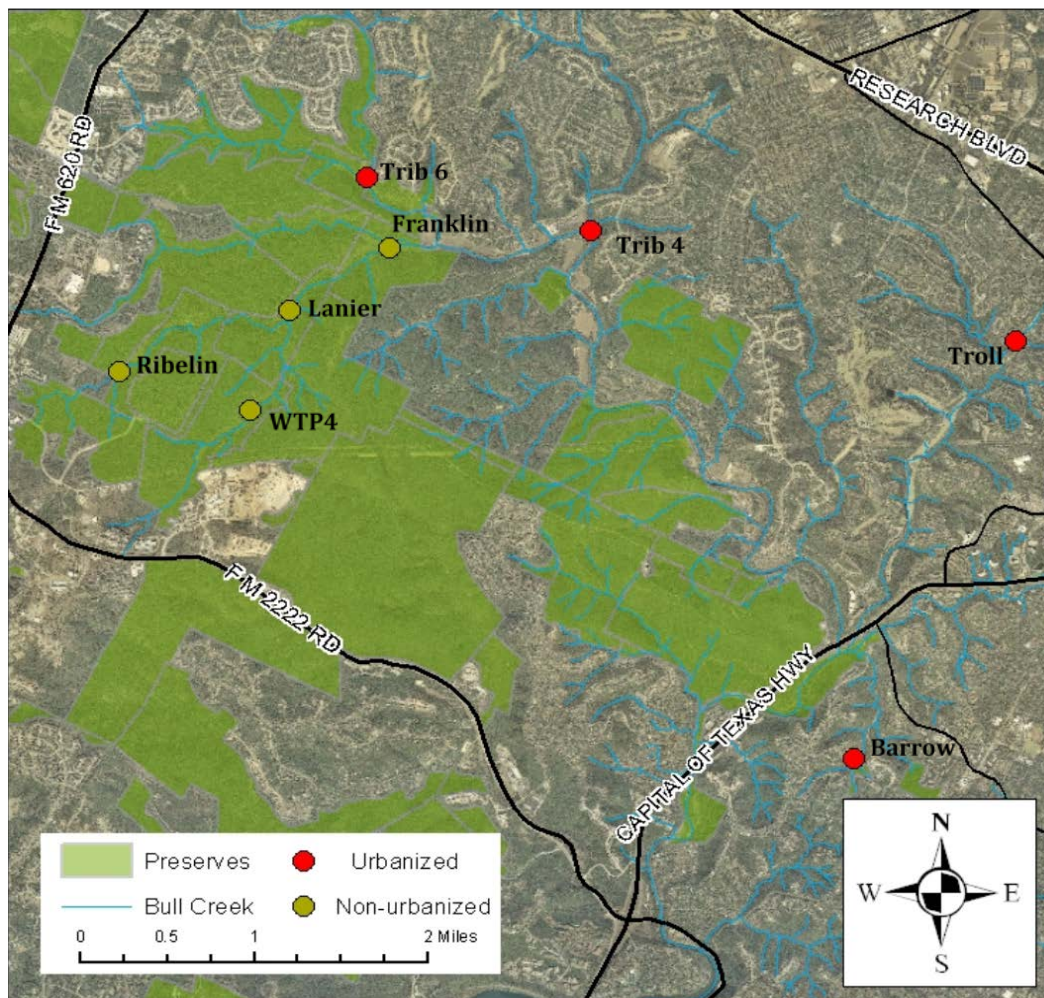 RESEARCH BLVD
FM 620 RD
Trib 6
Franklin
Trib 4
Lanier
Troll
Ribelin
WTP4
FM 2222 RD
CAPITAL OF TEXAS HWY
Barrow
Preserves
Urbanized
Bull Creek
Non-urbanized
0 0.5 1 2 Miles
N
W E
S